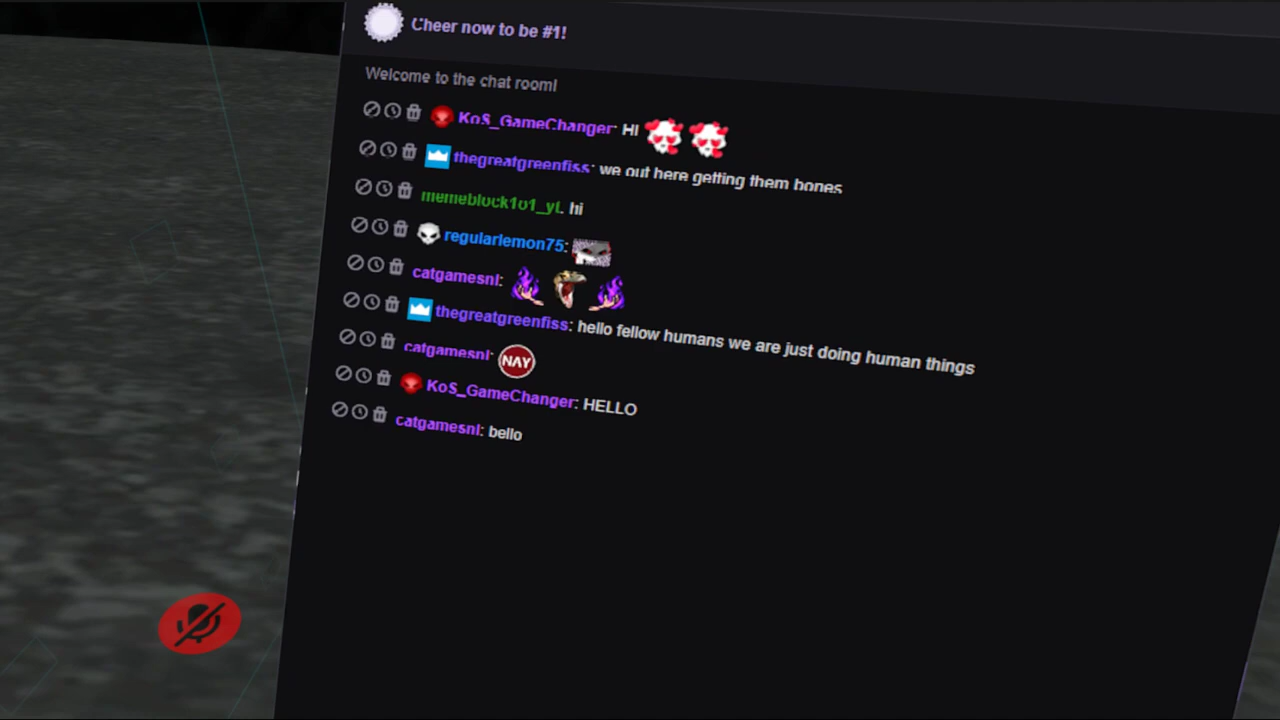 Cheer now to be #1!
Welcome to the chat room!
KoS_GameChanger: HI
thegreatgreenfiss: we out here getting them bones
memeblock1o1_yt: hi
regularlemon75:
catgamesnl:
thegreatgreenfiss: hello fellow humans we are just doing human things
catgamesnl: NAY
KoS_GameChanger: HELLO
catgamesnl: bello